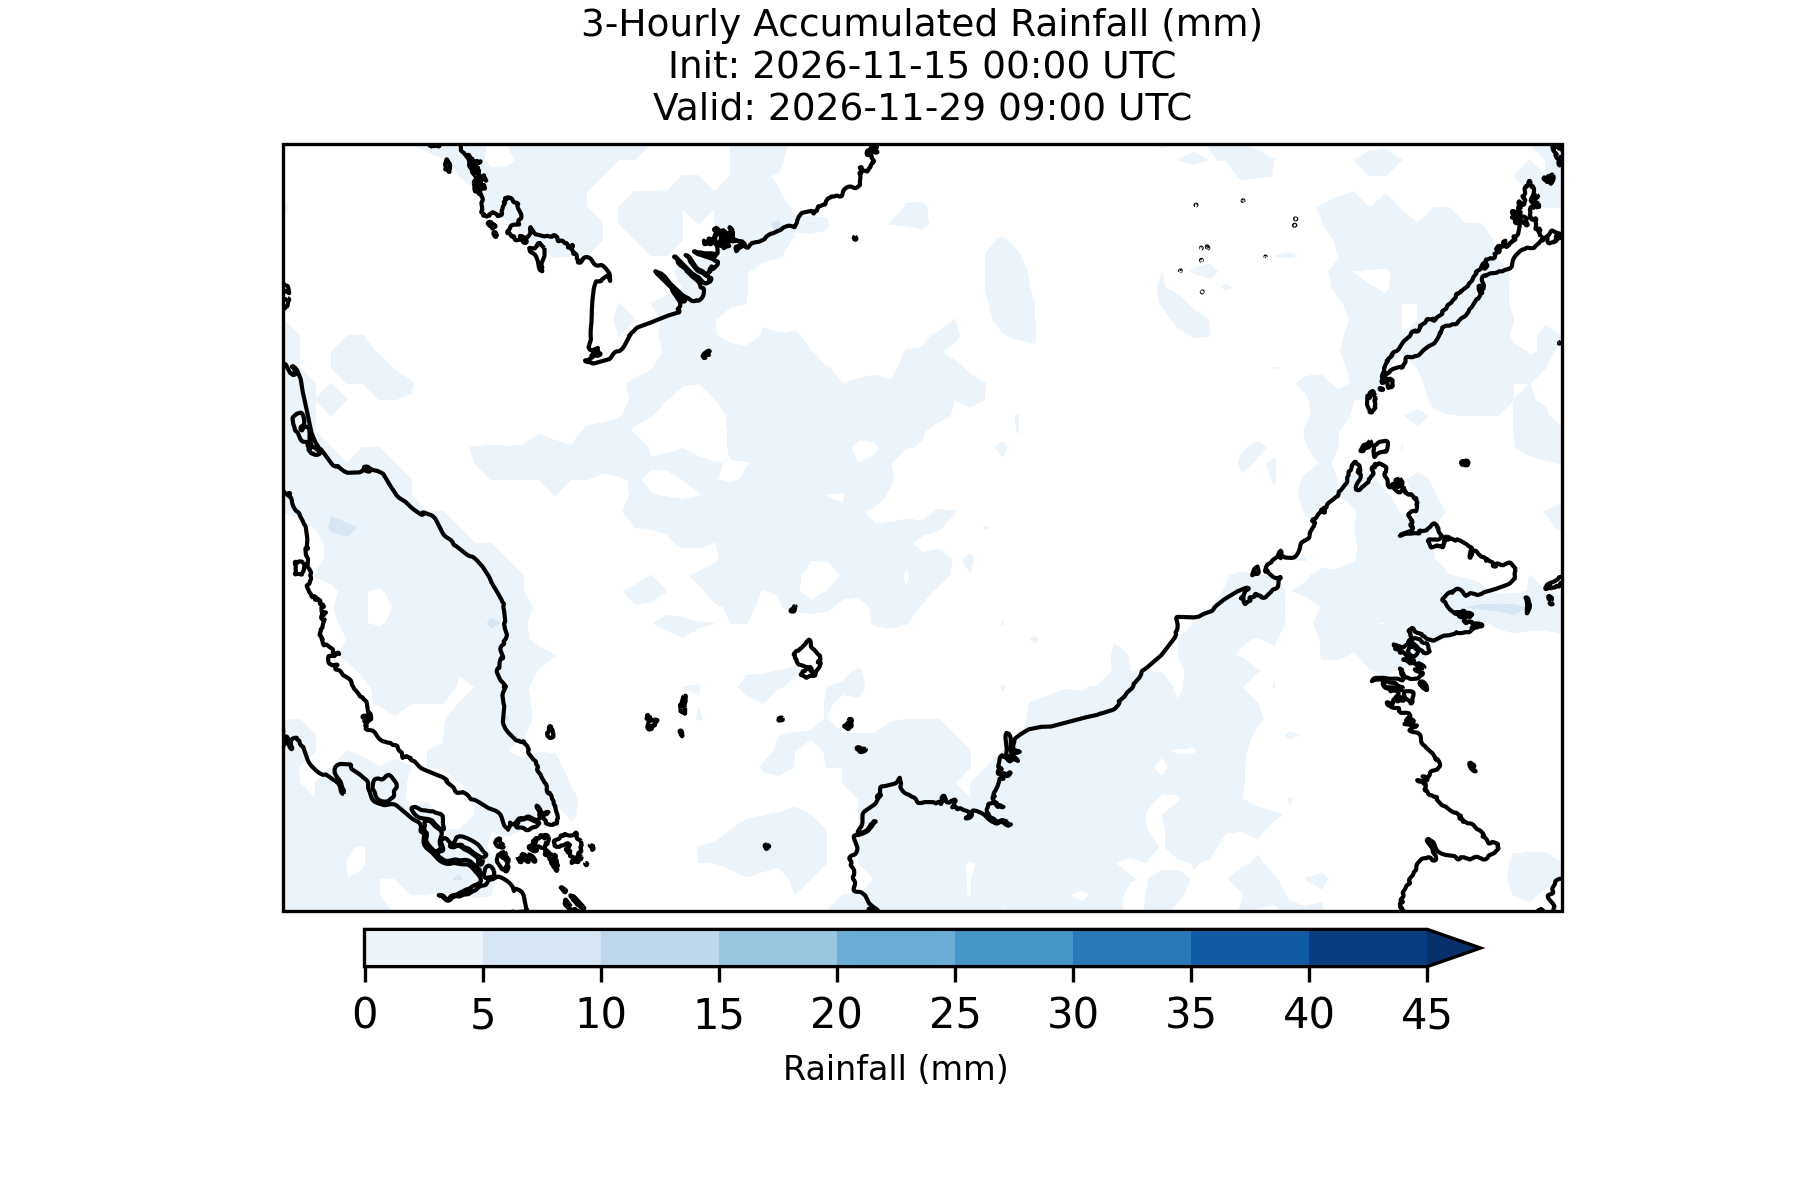 3-Hourly Accumulated Rainfall (mm)
Init: 2026-11-15 00:00 UTC
Valid: 2026-11-29 09:00 UTC
0 5 10 15 20 25 30 35 40 45
Rainfall (mm)